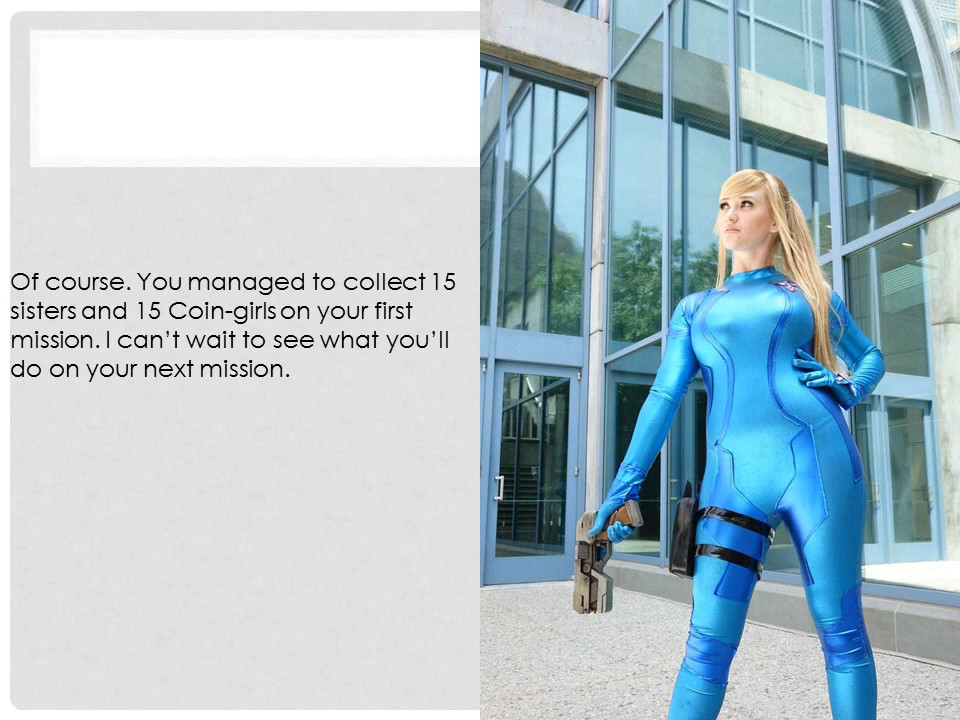 Of course. You managed to collect 15
sisters and 15 Coin-girls on your first
mission. I can’t wait to see what you’ll
do on your next mission.